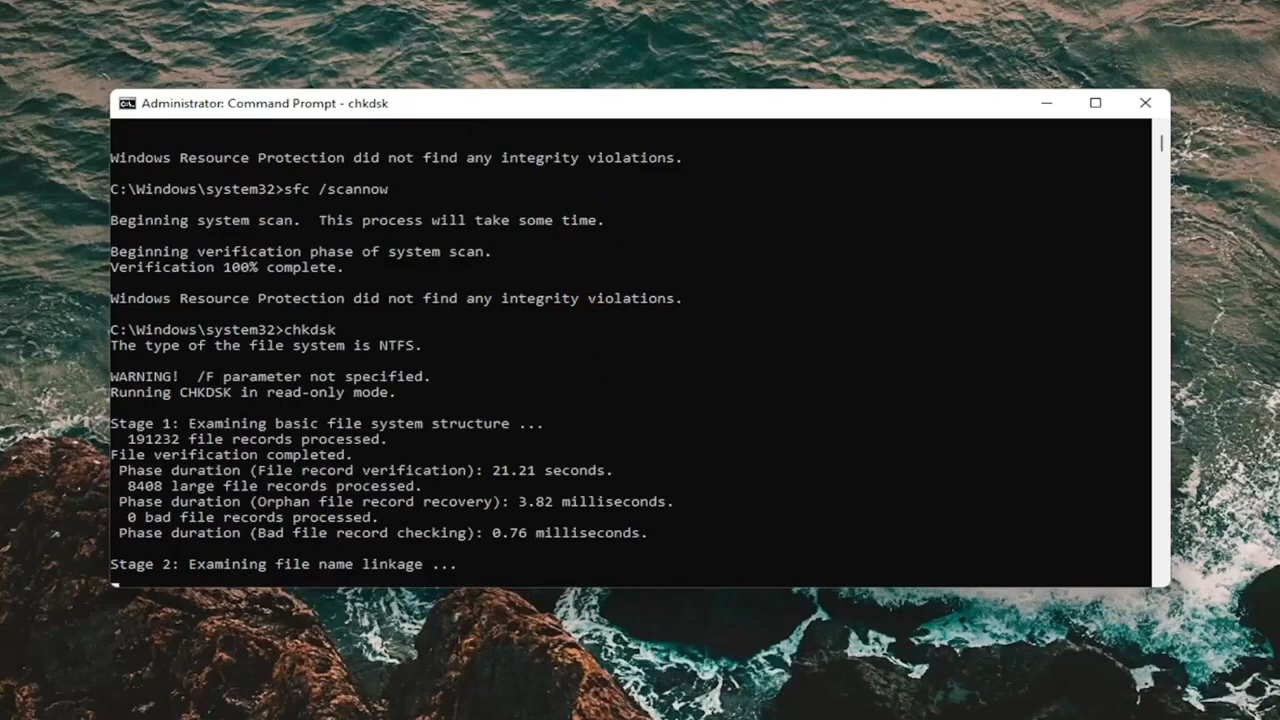 Administrator: Command Prompt - chkdsk
Windows Resource Protection did not find any integrity violations.
C:\Windows\system32>sfc /scannow
Beginning system scan.  This process will take some time.
Beginning verification phase of system scan.
Verification 100% complete.
Windows Resource Protection did not find any integrity violations.
C:\Windows\system32>chkdsk
The type of the file system is NTFS.
WARNING!  /F parameter not specified.
Running CHKDSK in read-only mode.
Stage 1: Examining basic file system structure ...
191232 file records processed.
File verification completed.
Phase duration (File record verification): 21.21 seconds.
8408 large file records processed.
Phase duration (Orphan file record recovery): 3.82 milliseconds.
0 bad file records processed.
Phase duration (Bad file record checking): 0.76 milliseconds.
Stage 2: Examining file name linkage ...